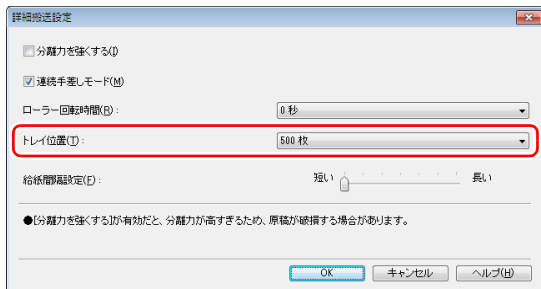 詳細搬送設定
分離力を強くする(I)
連続手差しモード(M)
ローラー回転時間(R):
0 秒
トレイ位置(T):
500 枚
給紙間隔設定(F):
短い
長い
●[分離力を強くする]が有効だと、分離力が高すぎるため、原稿が破損する場合があります。
OK
キャンセル
ヘルプ(H)